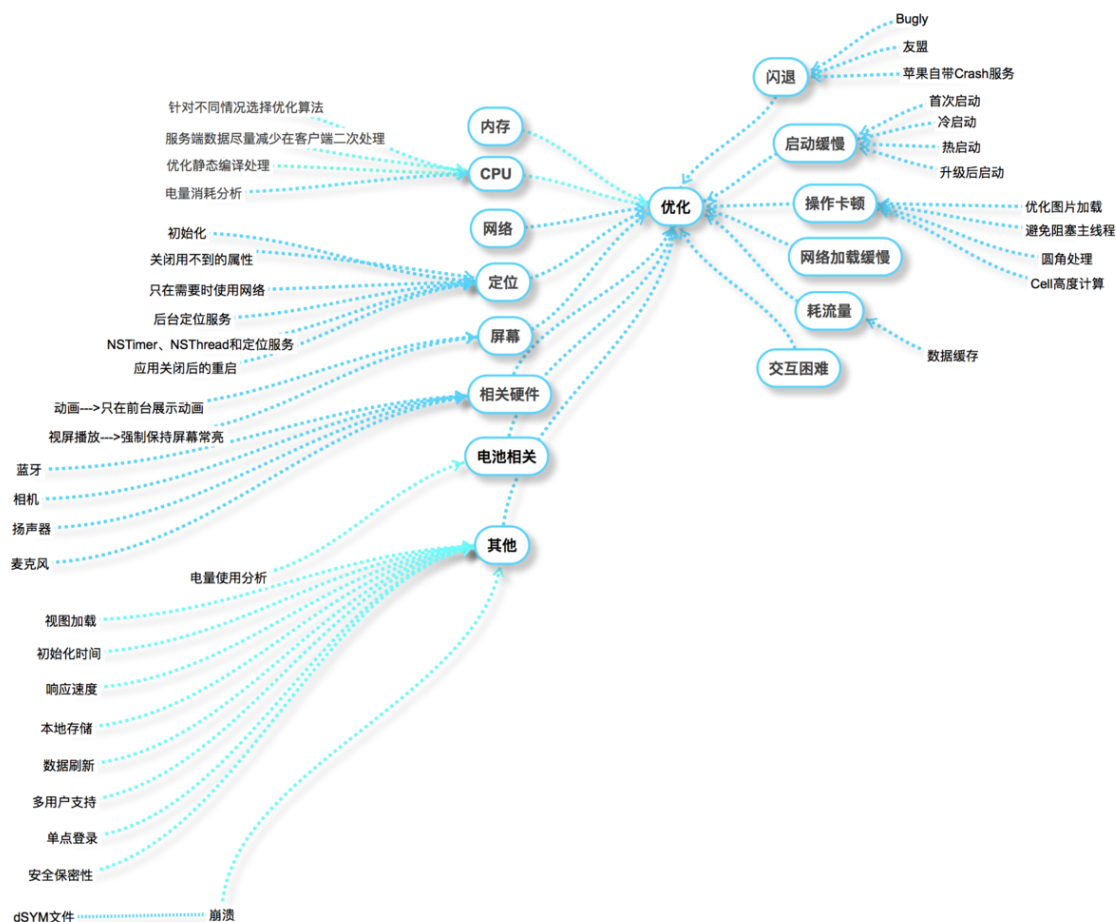 Bugly
友盟
苹果自带Crash服务
闪退
首次启动
冷启动
热启动
升级后启动
启动缓慢
优化图片加载
避免阻塞主线程
圆角处理
Cell高度计算
操作卡顿
网络加载缓慢
耗流量
数据缓存
交互困难
优化
内存
针对不同情况选择优化算法
服务端数据尽量减少在客户端二次处理
优化静态编译处理
电量消耗分析
CPU
网络
初始化
关闭用不到的属性
只在需要时使用网络
后台定位服务
NSTimer、NSThread和定位服务
应用关闭后的重启
定位
屏幕
动画--->只在前台展示动画
视屏播放--->强制保持屏幕常亮
相关硬件
蓝牙
相机
扬声器
麦克风
电池相关
电量使用分析
其他
视图加载
初始化时间
响应速度
本地存储
数据刷新
多用户支持
单点登录
安全保密性
dSYM文件
崩溃